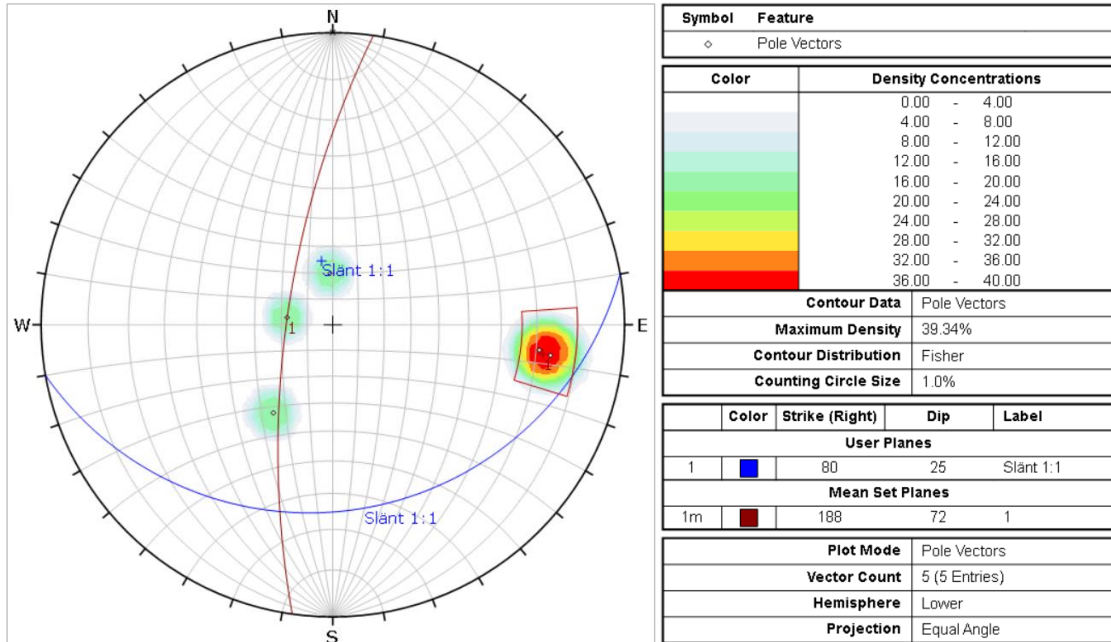 N
W
E
S
Slänt 1:1
1
1
Slänt 1:1
Symbol Feature
Pole Vectors
Color Density Concentrations
0.00 - 4.00
4.00 - 8.00
8.00 - 12.00
12.00 - 16.00
16.00 - 20.00
20.00 - 24.00
24.00 - 28.00
28.00 - 32.00
32.00 - 36.00
36.00 - 40.00
Contour Data Pole Vectors
Maximum Density 39.34%
Contour Distribution Fisher
Counting Circle Size 1.0%
Color Strike (Right) Dip Label
User Planes
1 80 25 Slänt 1:1
Mean Set Planes
1m 188 72 1
Plot Mode Pole Vectors
Vector Count 5 (5 Entries)
Hemisphere Lower
Projection Equal Angle